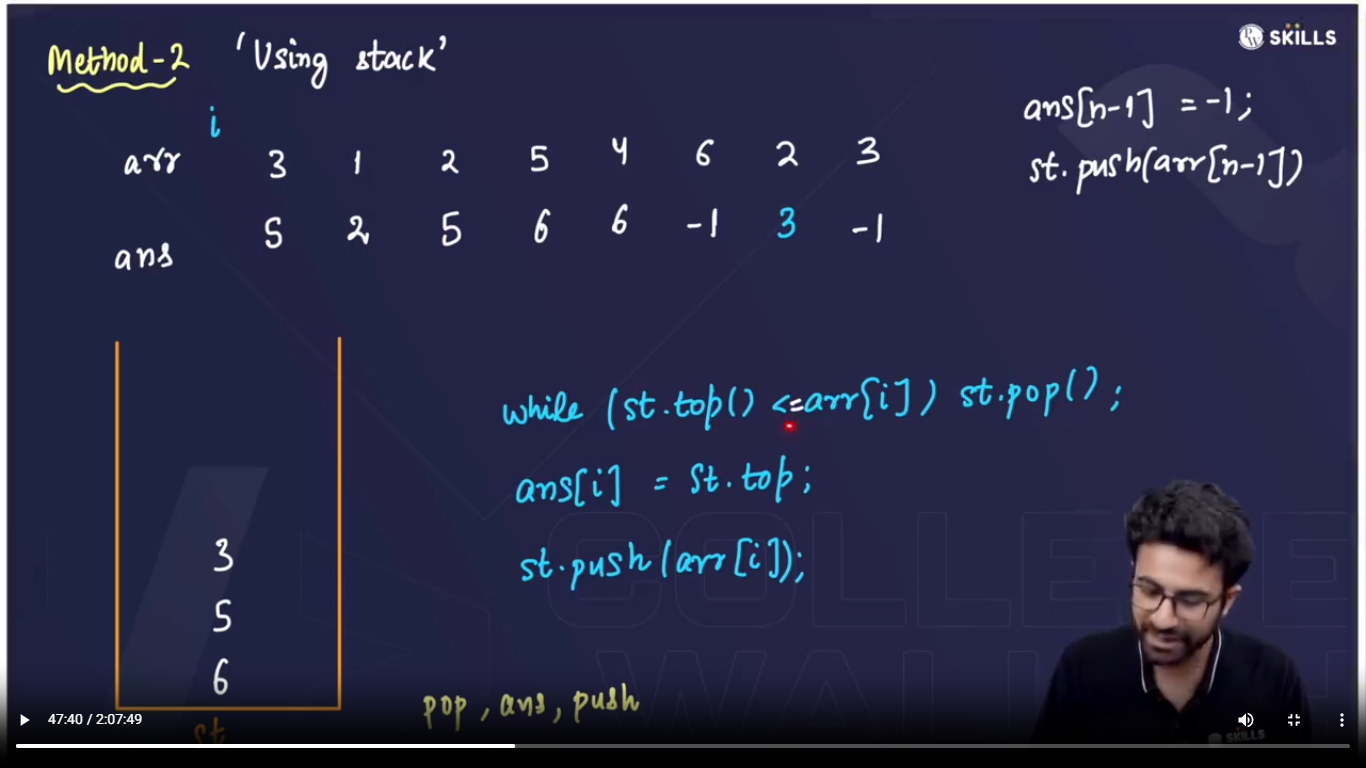 Method-2 'Using stack'
SKILLS
i
arr 3 1 2 5 4 6 2 3
ans 5 2 5 6 6 -1 3 -1
ans[n-1] = -1;
st.push(arr[n-1])
while (st.top() <=arr[i]) st.pop();
ans[i] = st.top;
st.push(arr[i]);
3
5
6
st
pop, ans, push
COLLEGE
WALLAH
47:40 / 2:07:49
SKILLS